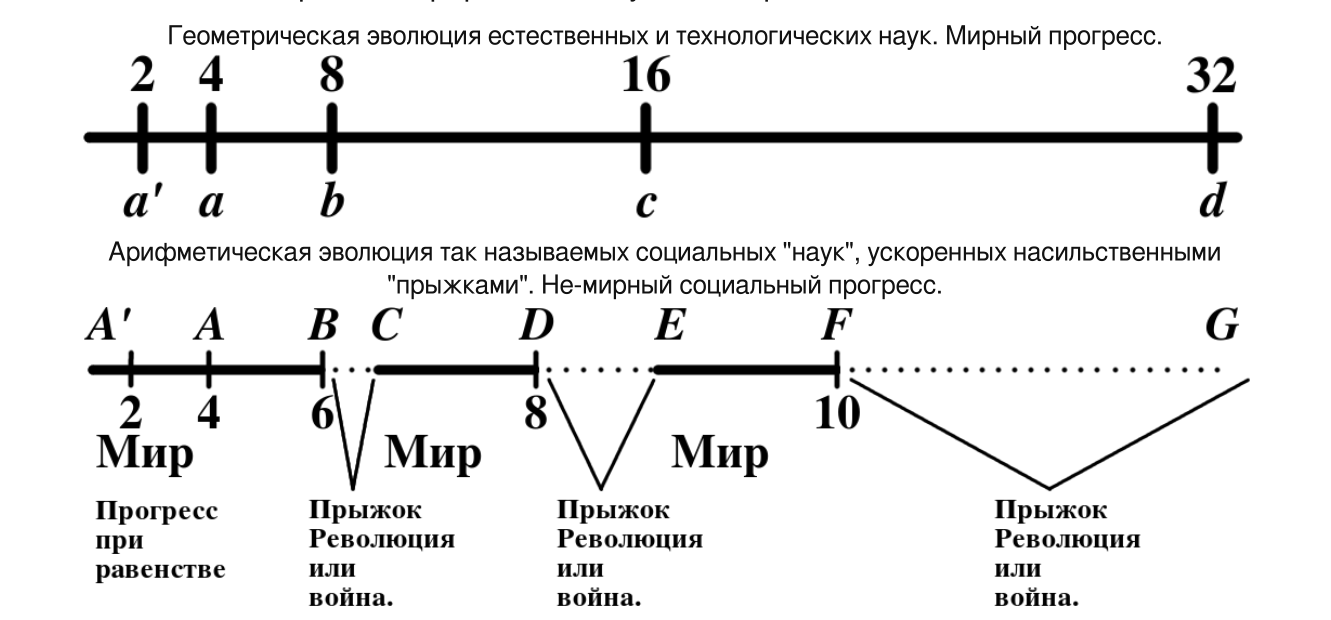 Геометрическая эволюция естественных и технологических наук. Мирный прогресс.
2 4 8 16 32
a' a b c d
Арифметическая эволюция так называемых социальных "наук", ускоренных насильственными
"прыжками". Не-мирный социальный прогресс.
A' A B C D E F G
2 4 6 8 10
Мир Мир Мир
Прогресс
при
равенстве
Прыжок
Революция
или
война.
Прыжок
Революция
или
война.
Прыжок
Революция
или
война.